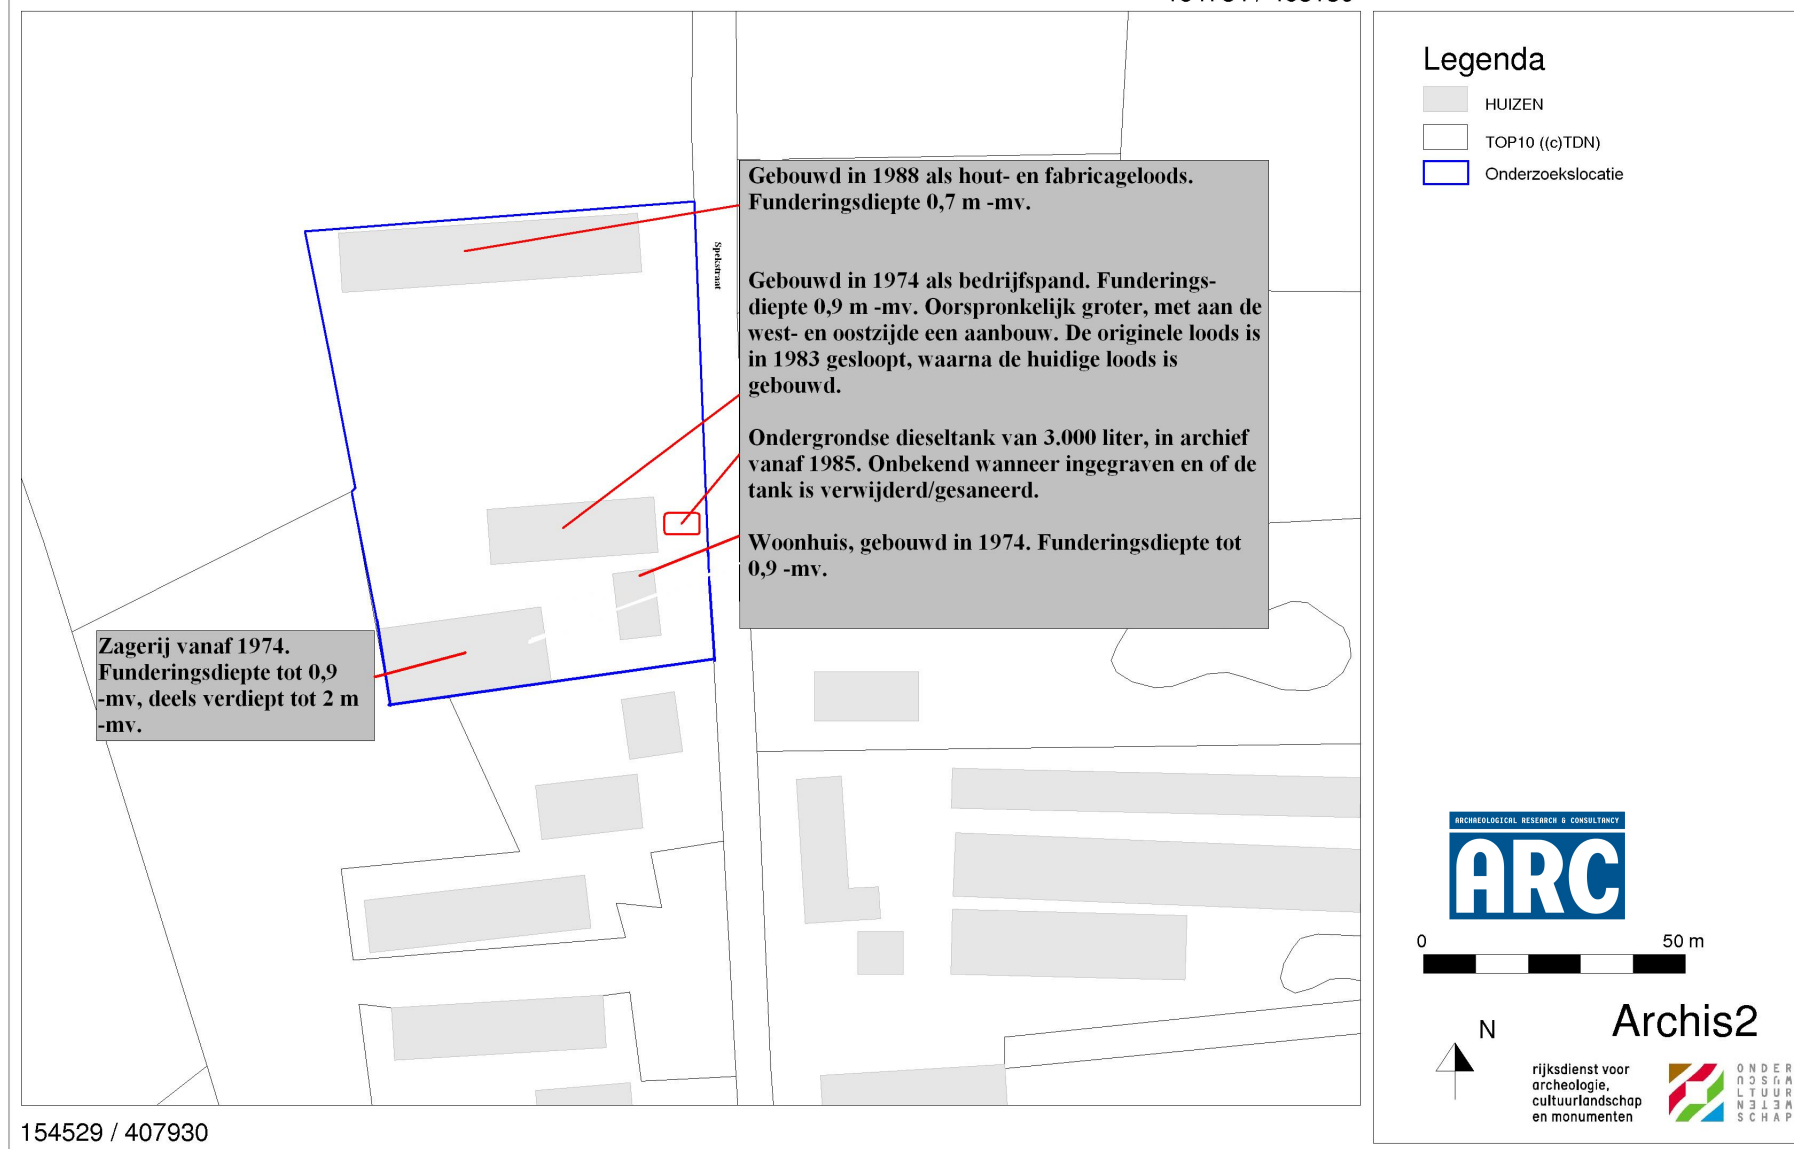 Legenda
HUIZEN
TOP10 ((c)TDN)
Onderzoekslocatie
Gebouwd in 1988 als hout- en fabricageloods.
Funderingsdiepte 0,7 m -mv.
Gebouwd in 1974 als bedrijfspand. Funderings-
diepte 0,9 m -mv. Oorspronkelijk groter, met aan de
west- en oostzijde een aanbouw. De originele loods is
in 1983 gesloopt, waarna de huidige loods is
gebouwd.
Ondergrondse dieseltank van 3.000 liter, in archief
vanaf 1985. Onbekend wanneer ingegraven en of de
tank is verwijderd/gesaneerd.
Woonhuis, gebouwd in 1974. Funderingsdiepte tot
0,9 -mv.
Spekstraat
Zagerij vanaf 1974.
Funderingsdiepte tot 0,9
-mv, deels verdiept tot 2 m
-mv.
ARCHAEOLOGICAL RESEARCH & CONSULTANCY
ARC
0 50 m
N
Archis2
rijksdienst voor
archeologie,
cultuurlandschap
en monumenten
154529 / 407930